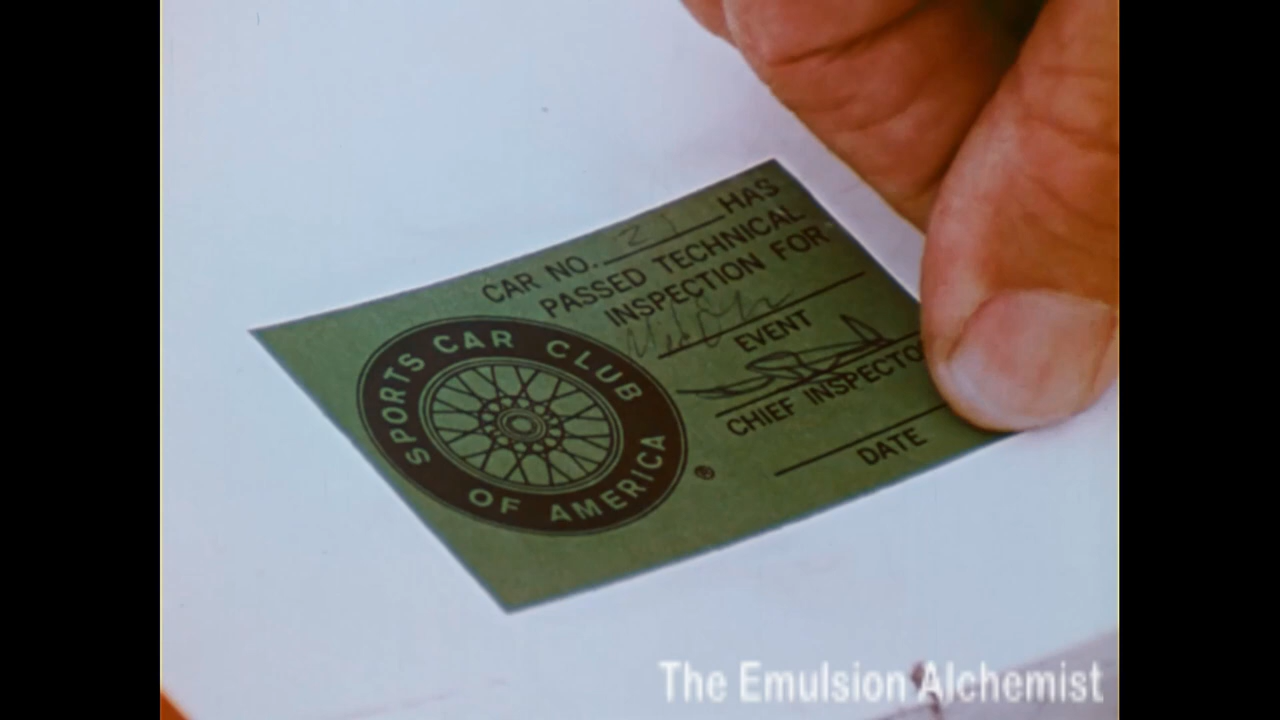 CAR NO. 21 HAS
PASSED TECHNICAL
INSPECTION FOR
EVENT
CHIEF INSPECTO
DATE
SPORTS CAR CLUB
OF AMERICA
®
The Emulsion Alchemist